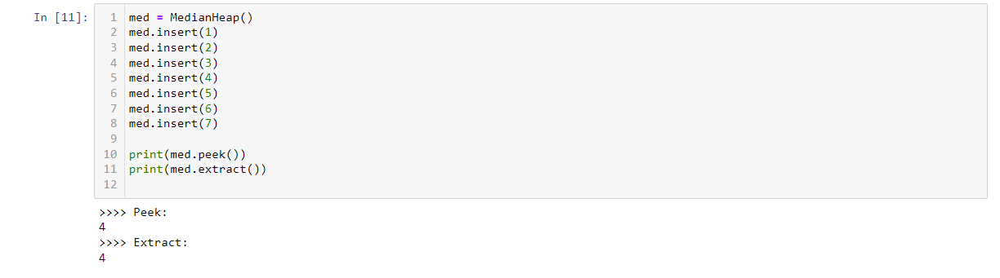 In [11]:
1 med = MedianHeap()
2 med.insert(1)
3 med.insert(2)
4 med.insert(3)
5 med.insert(4)
6 med.insert(5)
7 med.insert(6)
8 med.insert(7)
9
10 print(med.peek())
11 print(med.extract())
12
>>>> Peek:
4
>>>> Extract:
4